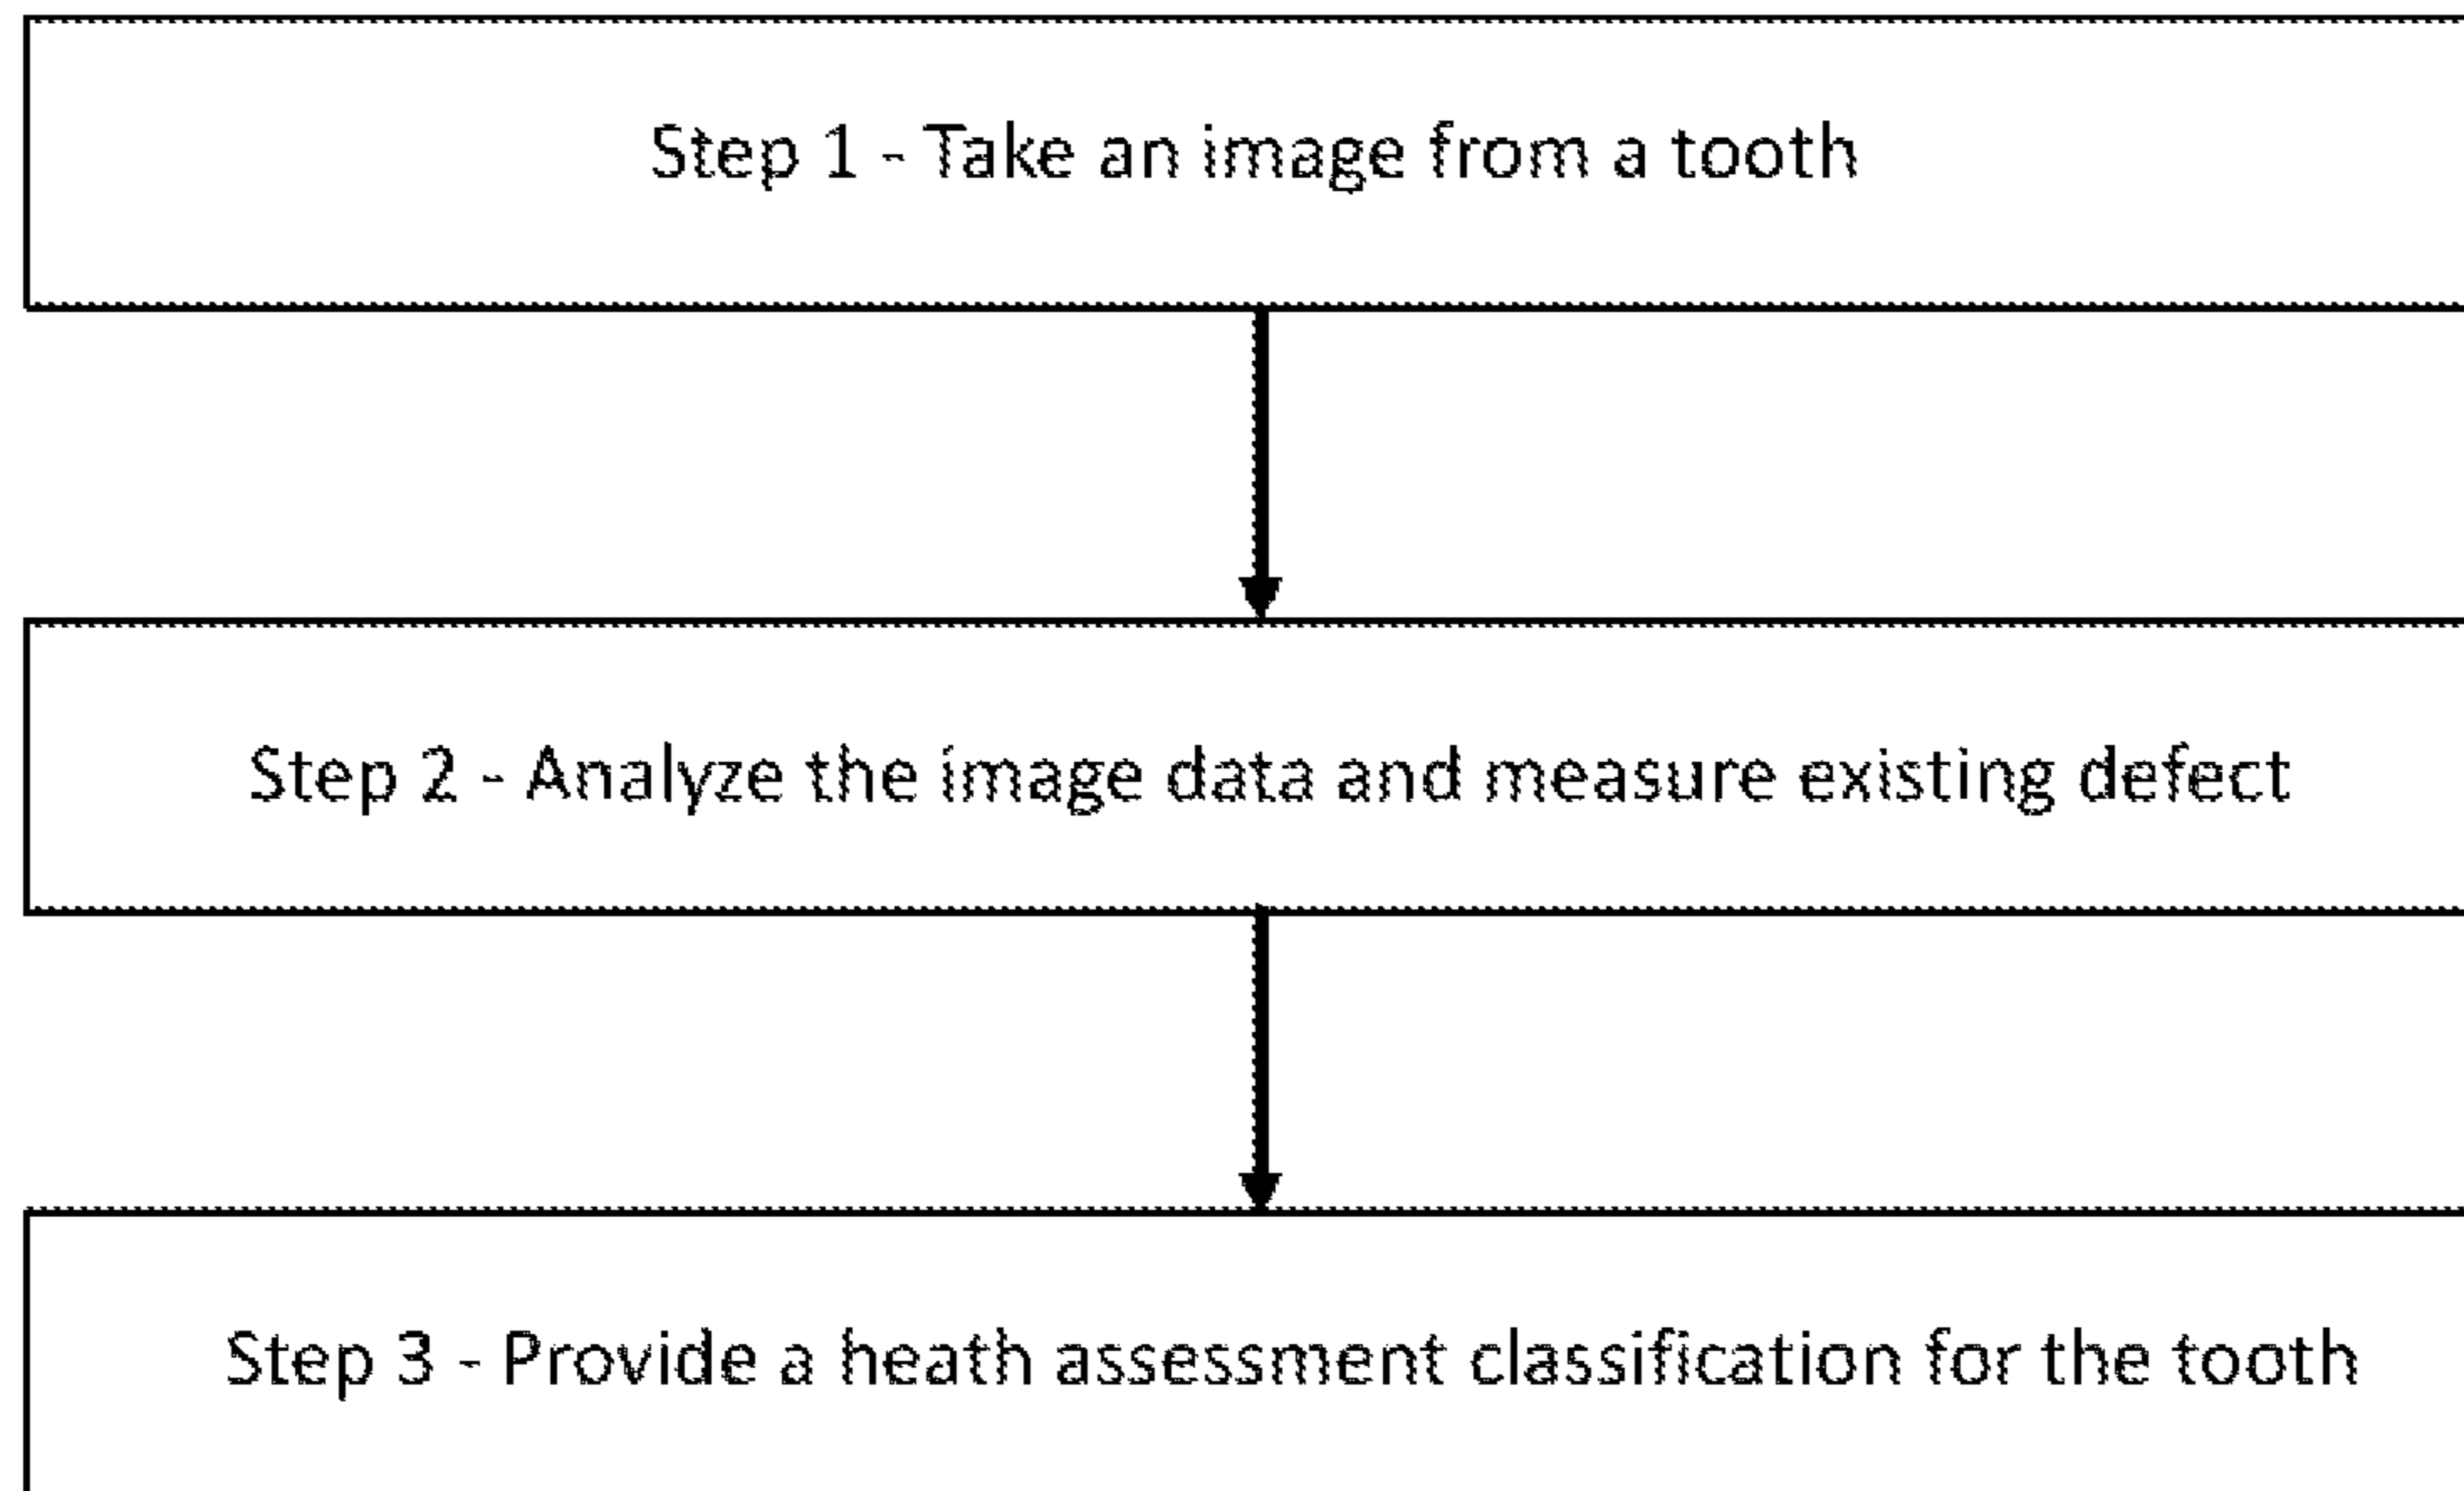 Step 1 - Take an image from a tooth
Step 2 - Analyze the image data and measure existing defect
Step 3 - Provide a heath assessment classification for the tooth